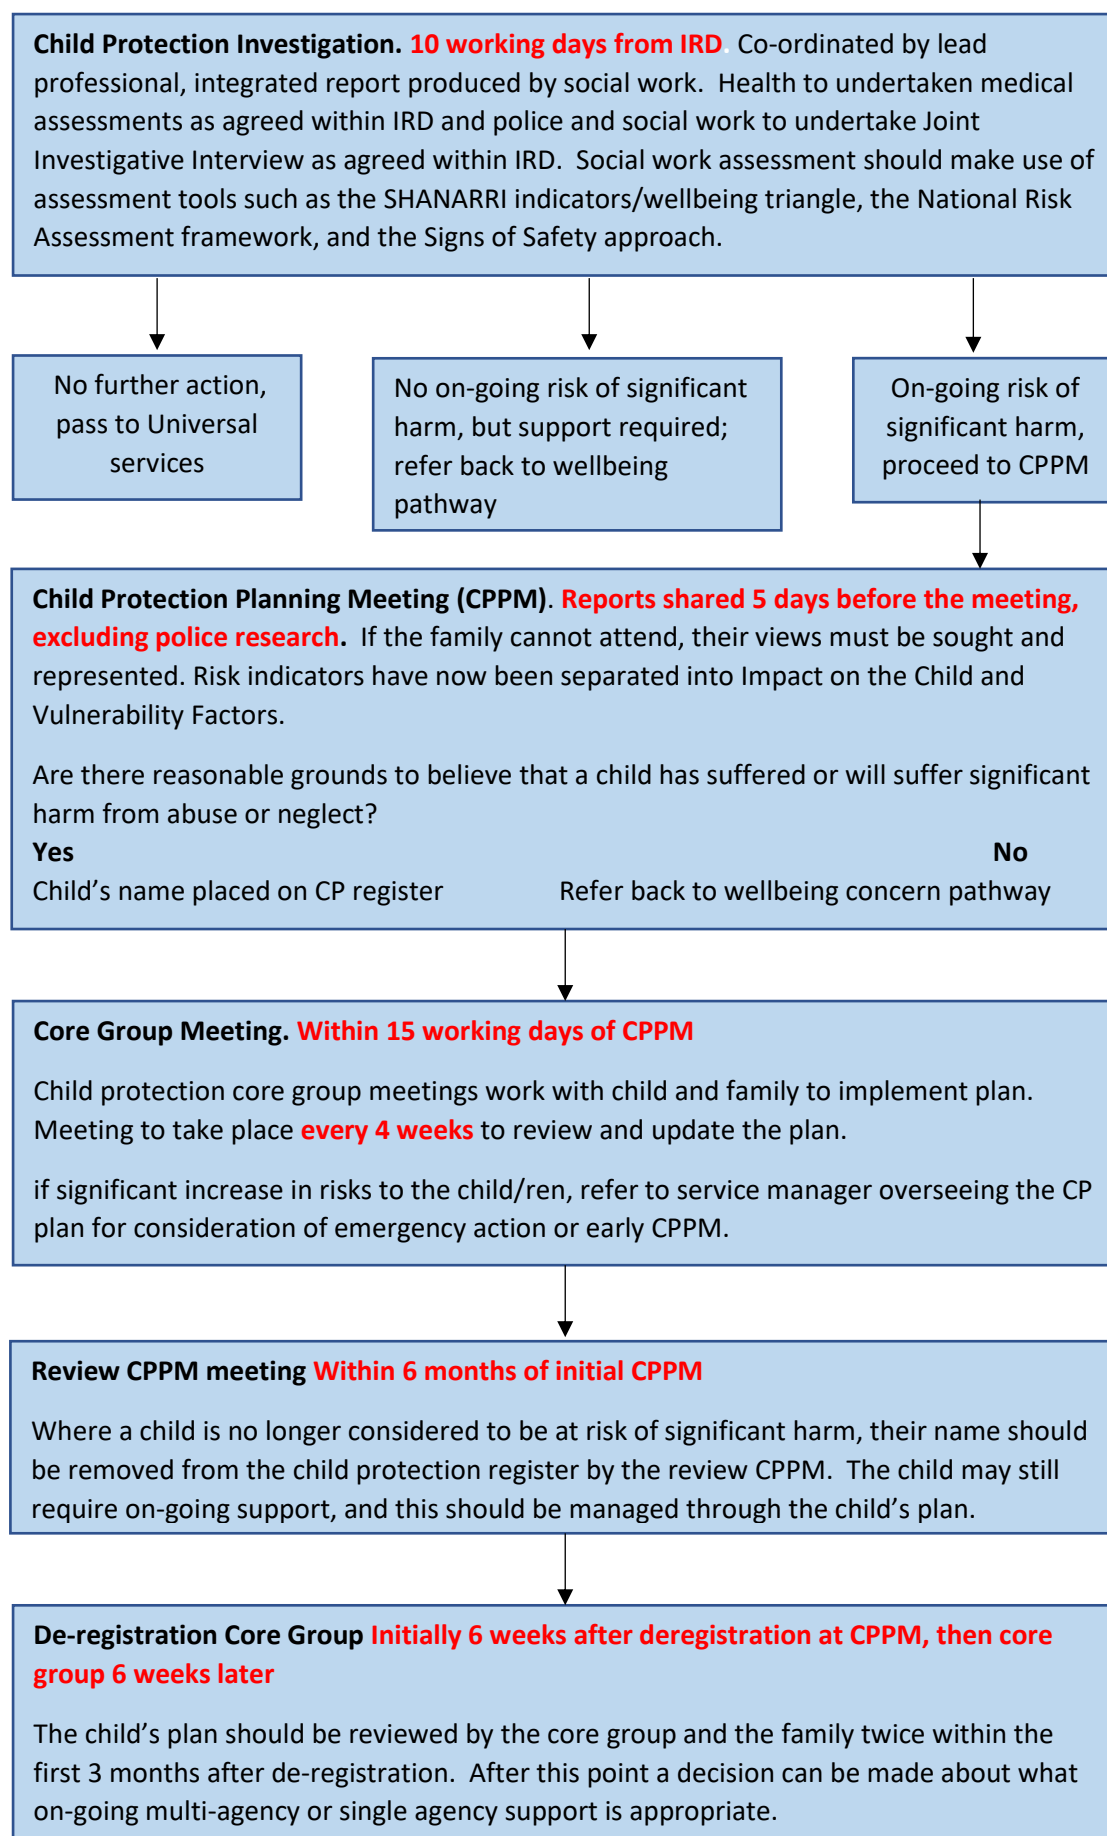 Child Protection Investigation. 10 working days from IRD. Co-ordinated by lead
professional, integrated report produced by social work.  Health to undertaken medical
assessments as agreed within IRD and police and social work to undertake Joint
Investigative Interview as agreed within IRD.  Social work assessment should make use of
assessment tools such as the SHANARRI indicators/wellbeing triangle, the National Risk
Assessment framework, and the Signs of Safety approach.
No further action,
pass to Universal
services
No on-going risk of significant
harm, but support required;
refer back to wellbeing
pathway
On-going risk of
significant harm,
proceed to CPPM
Child Protection Planning Meeting (CPPM). Reports shared 5 days before the meeting,
excluding police research.  If the family cannot attend, their views must be sought and
represented. Risk indicators have now been separated into Impact on the Child and
Vulnerability Factors.
Are there reasonable grounds to believe that a child has suffered or will suffer significant
harm from abuse or neglect?
Yes No
Child’s name placed on CP register Refer back to wellbeing concern pathway
Core Group Meeting. Within 15 working days of CPPM
Child protection core group meetings work with child and family to implement plan.
Meeting to take place every 4 weeks to review and update the plan.
if significant increase in risks to the child/ren, refer to service manager overseeing the CP
plan for consideration of emergency action or early CPPM.
Review CPPM meeting Within 6 months of initial CPPM
Where a child is no longer considered to be at risk of significant harm, their name should
be removed from the child protection register by the review CPPM.  The child may still
require on-going support, and this should be managed through the child’s plan.
De-registration Core Group Initially 6 weeks after deregistration at CPPM, then core
group 6 weeks later
The child’s plan should be reviewed by the core group and the family twice within the
first 3 months after de-registration.  After this point a decision can be made about what
on-going multi-agency or single agency support is appropriate.